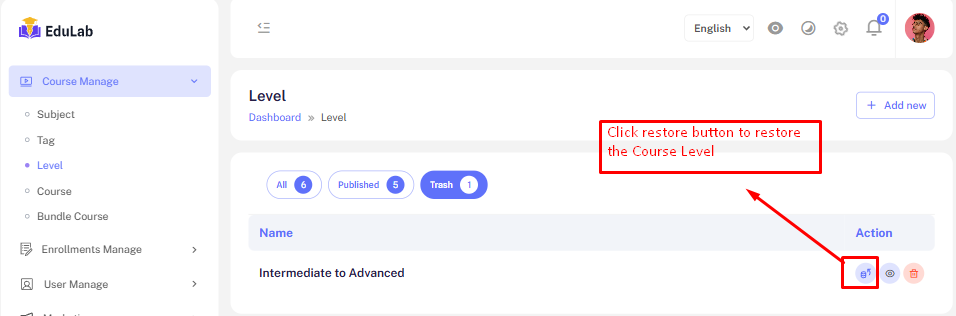 EduLab
English
0
Course Manage
Subject
Tag
Level
Course
Bundle Course
Enrollments Manage
User Manage
Level
Dashboard » Level
+ Add new
Click restore button to restore
the Course Level
All 6
Published 5
Trash 1
Name
Action
Intermediate to Advanced